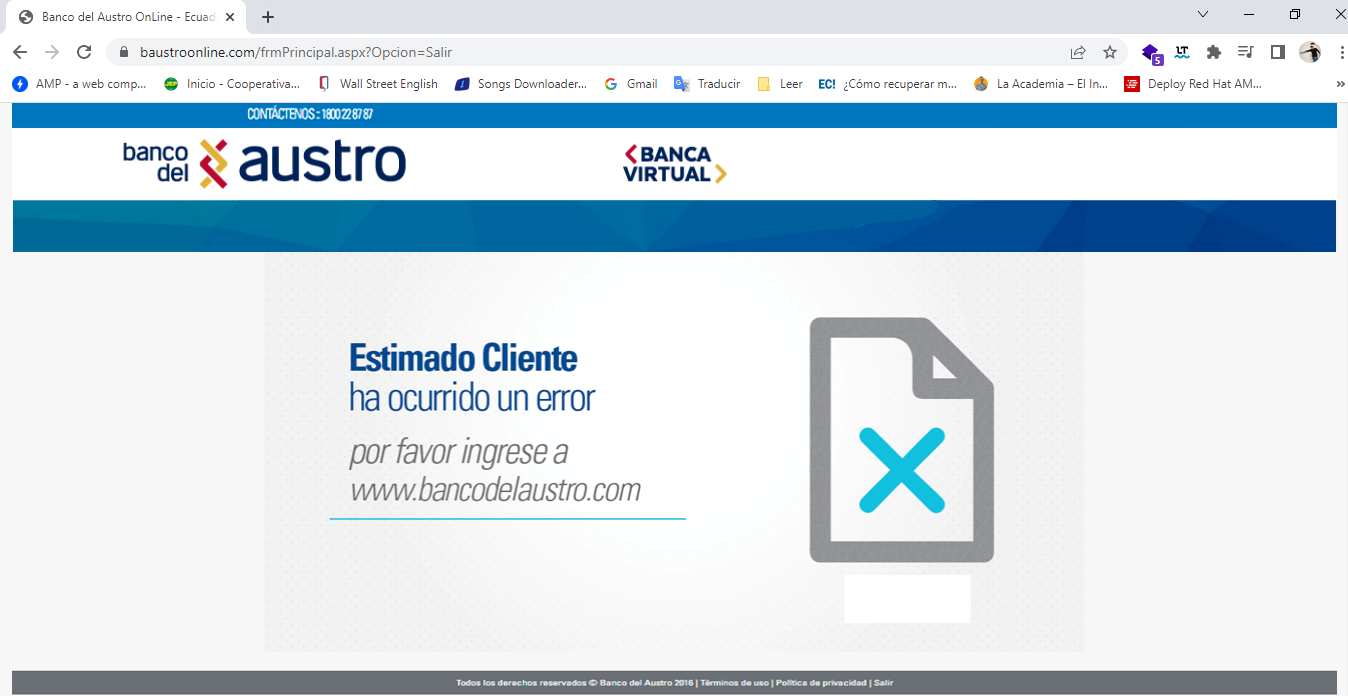 Banco del Austro OnLine - Ecuad
baustroonline.com/frmPrincipal.aspx?Opcion=Salir
5
LT
AMP - a web comp...
Inicio - Cooperativa...
Wall Street English
Songs Downloader...
Gmail
Traducir
Leer
EC! ¿Cómo recuperar m...
La Academia – El In...
Deploy Red Hat AM...
»
CONTÁCTENOS : 1800 22 87 87
banco
del
austro
BANCA
VIRTUAL
Estimado Cliente
ha ocurrido un error
por favor ingrese a
www.bancodelaustro.com
Todos los derechos reservados © Banco del Austro 2016 | Términos de uso | Política de privacidad | Salir